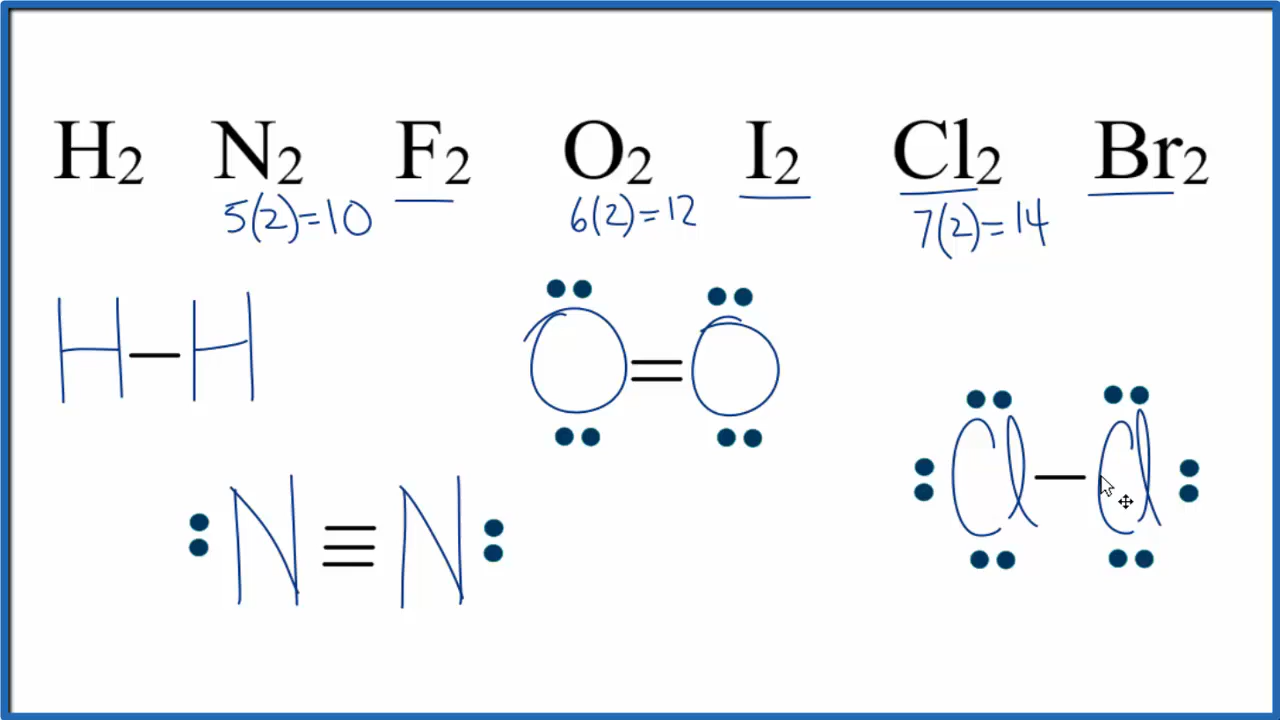 H₂ N₂ F₂ O₂ I₂ Cl₂ Br₂
5(2)=10 6(2)=12 7(2)=14
H–H
O=O
Cl–Cl
N≡N